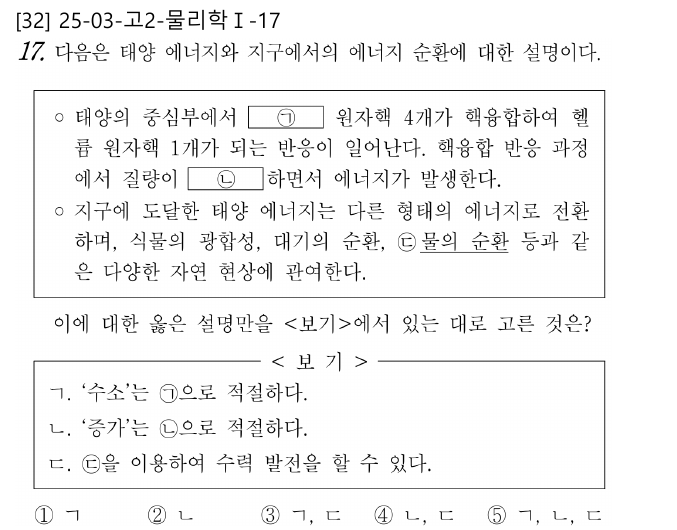 [32] 25-03-고2-물리학Ⅰ-17
17. 다음은 태양 에너지와 지구에서의 에너지 순환에 대한 설명이다.
○ 태양의 중심부에서 ㉠ 원자핵 4개가 핵융합하여 헬
륨 원자핵 1개가 되는 반응이 일어난다. 핵융합 반응 과정
에서 질량이 ㉡ 하면서 에너지가 발생한다.
○ 지구에 도달한 태양 에너지는 다른 형태의 에너지로 전환
하며, 식물의 광합성, 대기의 순환, ㉢ 물의 순환 등과 같
은 다양한 자연 현상에 관여한다.
이에 대한 옳은 설명만을 <보기>에서 있는 대로 고른 것은?
< 보 기 >
ㄱ. ‘수소’는 ㉠으로 적절하다.
ㄴ. ‘증가’는 ㉡으로 적절하다.
ㄷ. ㉢을 이용하여 수력 발전을 할 수 있다.
① ㄱ ② ㄴ ③ ㄱ, ㄷ ④ ㄴ, ㄷ ⑤ ㄱ, ㄴ, ㄷ